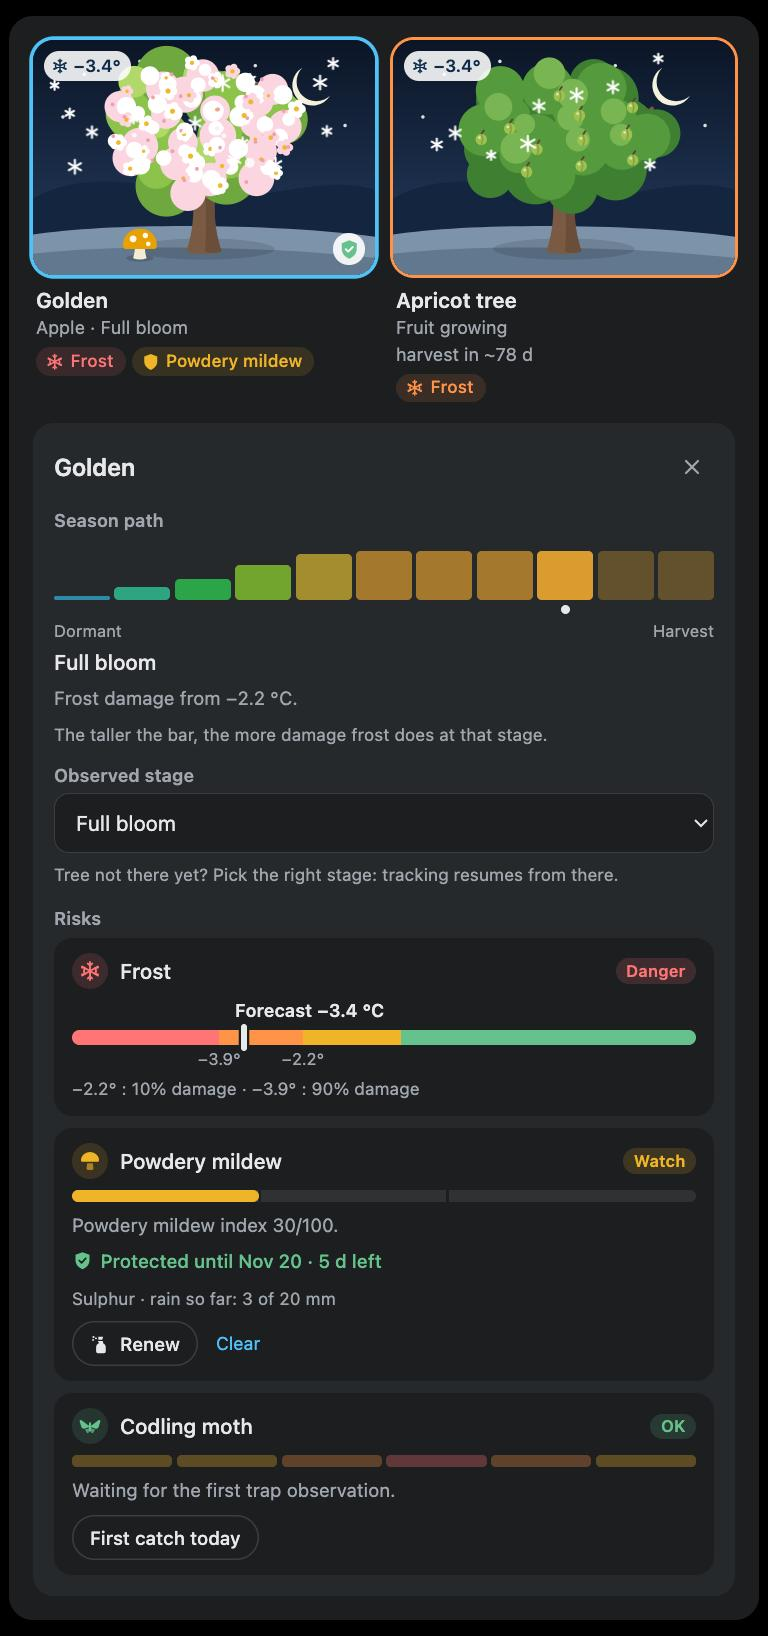 −3.4°
−3.4°
Golden
Apple · Full bloom
Frost
Powdery mildew
Apricot tree
Fruit growing
harvest in ~78 d
Frost
Golden
Season path
Dormant
Harvest
Full bloom
Frost damage from −2.2 °C.
The taller the bar, the more damage frost does at that stage.
Observed stage
Full bloom
Tree not there yet? Pick the right stage: tracking resumes from there.
Risks
Frost
Danger
Forecast −3.4 °C
−3.9°
−2.2°
−2.2° : 10% damage · −3.9° : 90% damage
Powdery mildew
Watch
Powdery mildew index 30/100.
Protected until Nov 20 · 5 d left
Sulphur · rain so far: 3 of 20 mm
Renew
Clear
Codling moth
OK
Waiting for the first trap observation.
First catch today